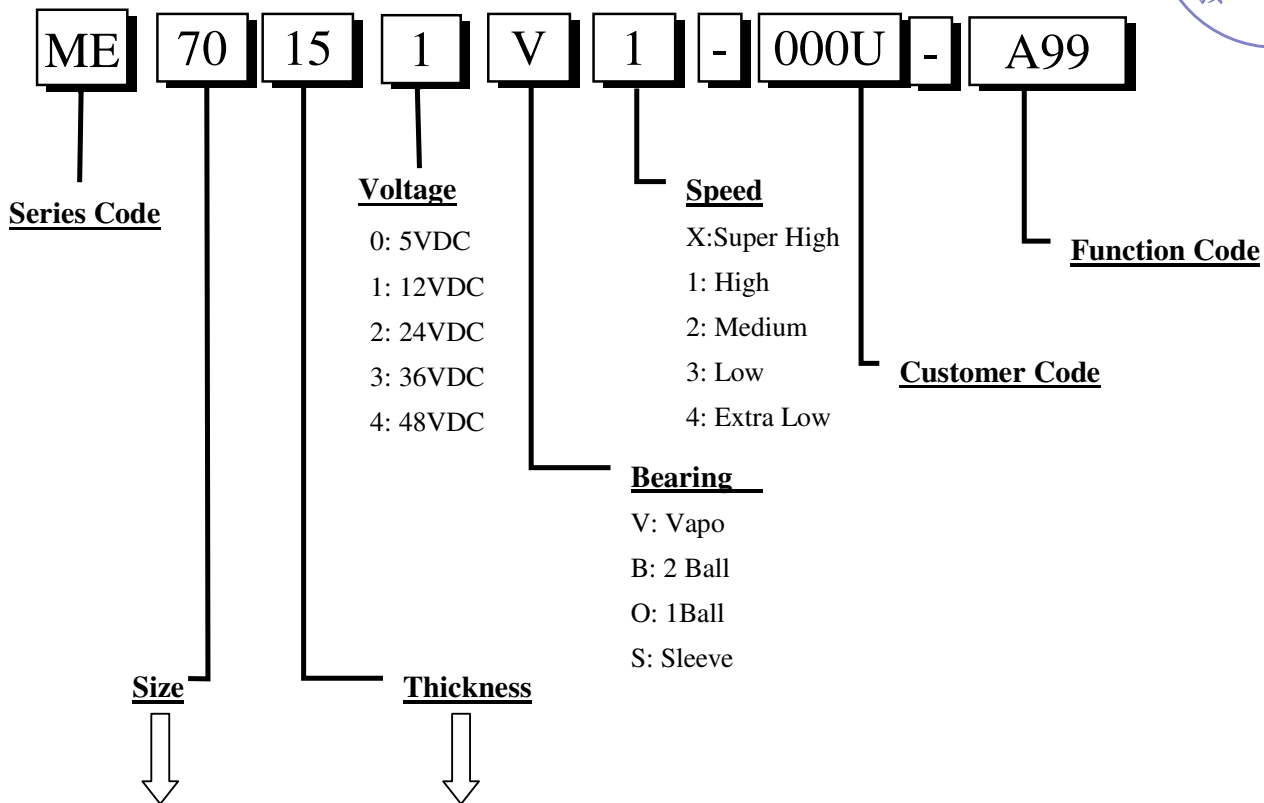 ME 70 15 1 V 1 - 000U - A99
Series Code
Voltage
0: 5VDC
1: 12VDC
2: 24VDC
3: 36VDC
4: 48VDC
Speed
X:Super High
1: High
2: Medium
3: Low
4: Extra Low
Function Code
Customer Code
Bearing
V: Vapo
B: 2 Ball
O: 1Ball
S: Sleeve
Size
Thickness